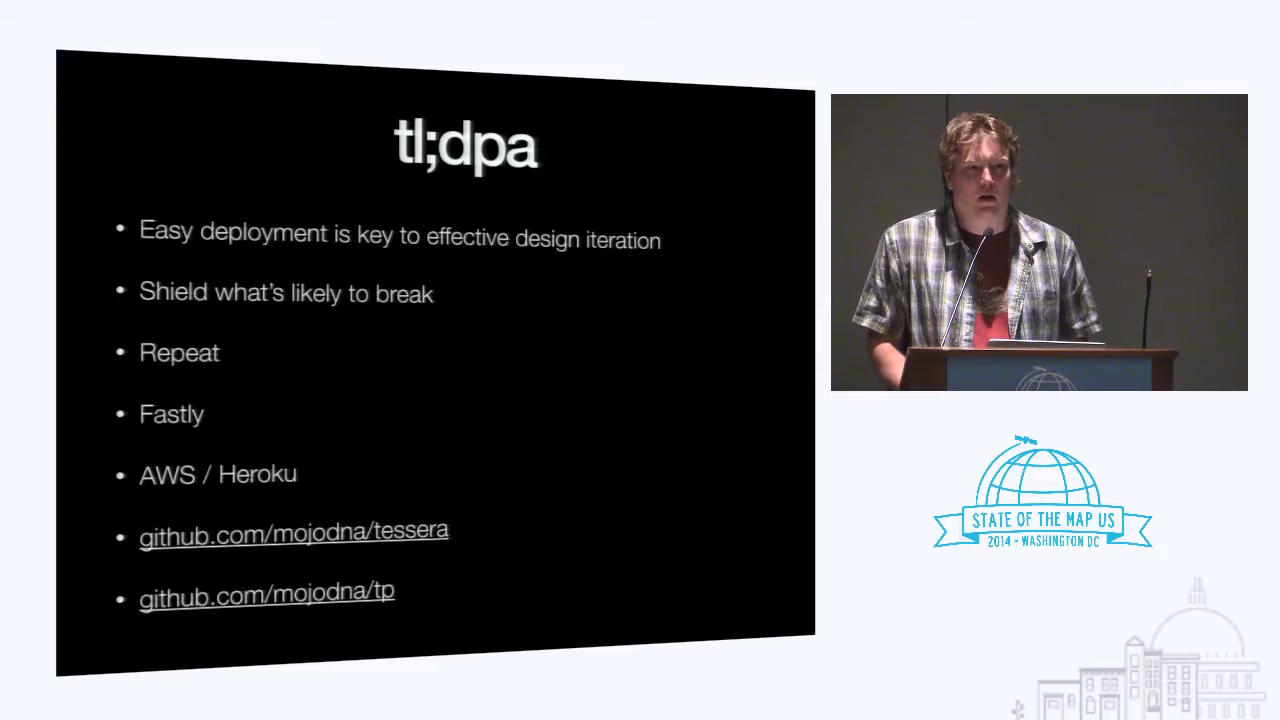 tl;dpa
• Easy deployment is key to effective design iteration
• Shield what's likely to break
• Repeat
• Fastly
• AWS / Heroku
• github.com/mojodna/tessera
• github.com/mojodna/tp
STATE OF THE MAP US
2014 - WASHINGTON DC